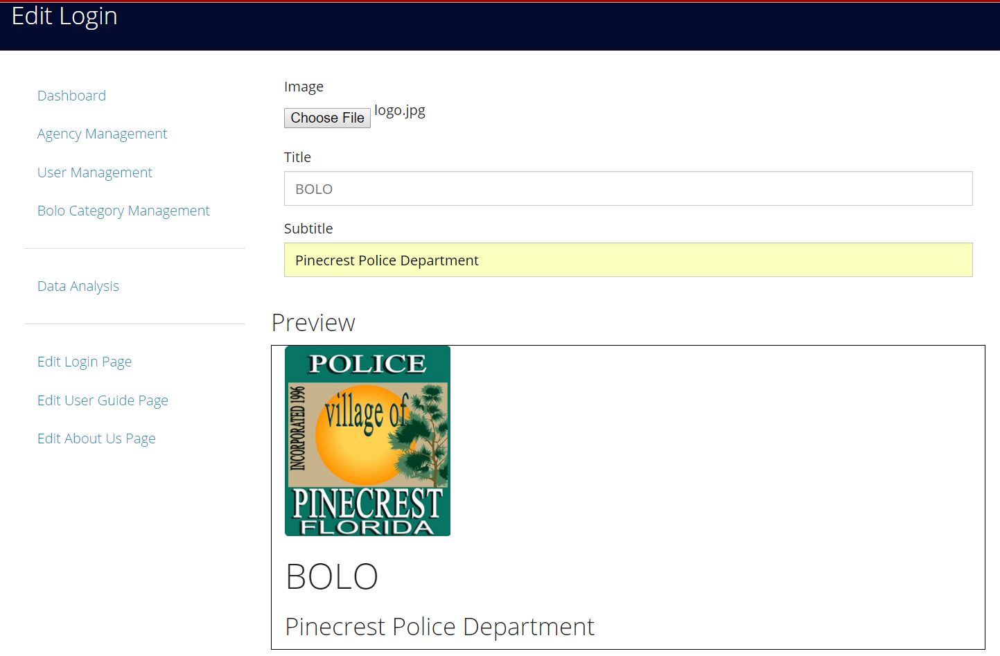 Edit Login
Dashboard
Agency Management
User Management
Bolo Category Management
Data Analysis
Edit Login Page
Edit User Guide Page
Edit About Us Page
Image
Choose File logo.jpg
Title
BOLO
Subtitle
Pinecrest Police Department
Preview
POLICE
INCORPORATED 1996
village of
PINECREST
FLORIDA
BOLO
Pinecrest Police Department